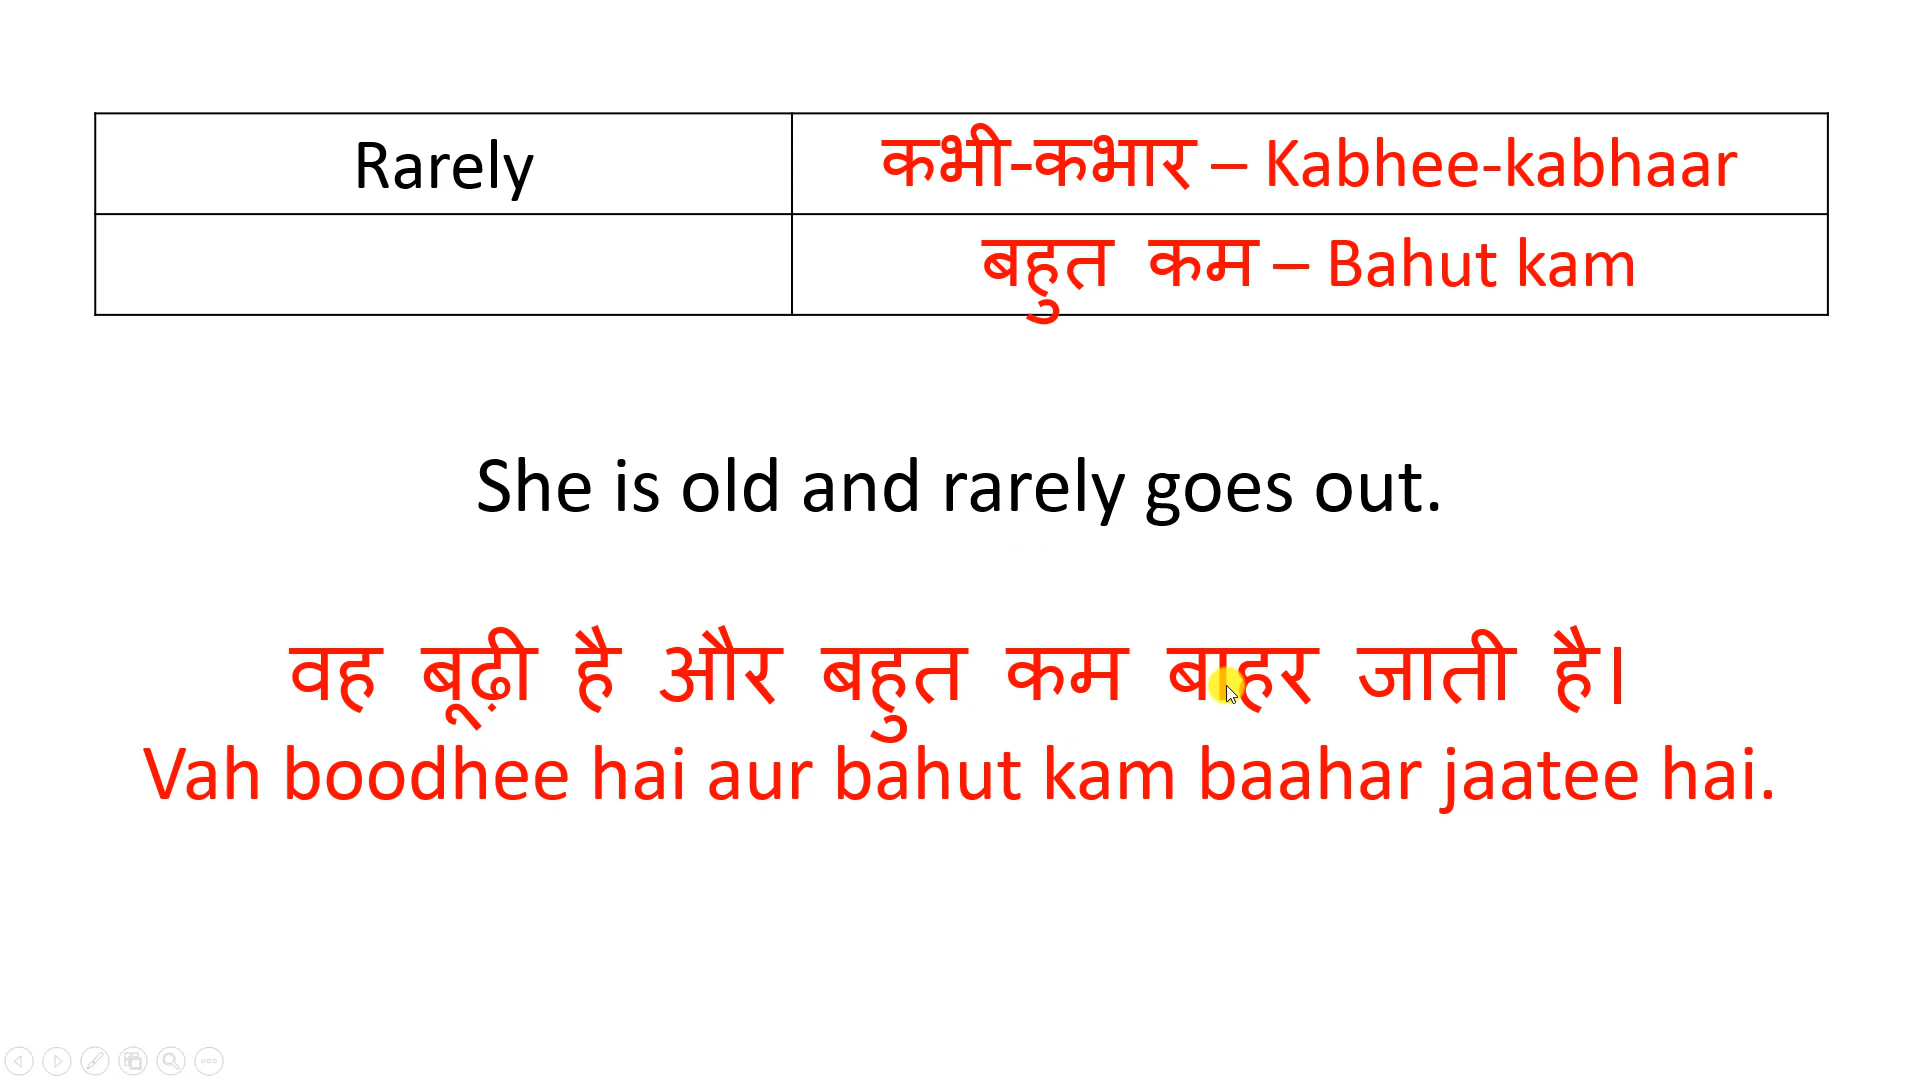 Rarely कभी-कभार – Kabhee-kabhaar
बहुत कम – Bahut kam
She is old and rarely goes out.
वह बूढ़ी है और बहुत कम बाहर जाती है।
Vah boodhee hai aur bahut kam baahar jaatee hai.